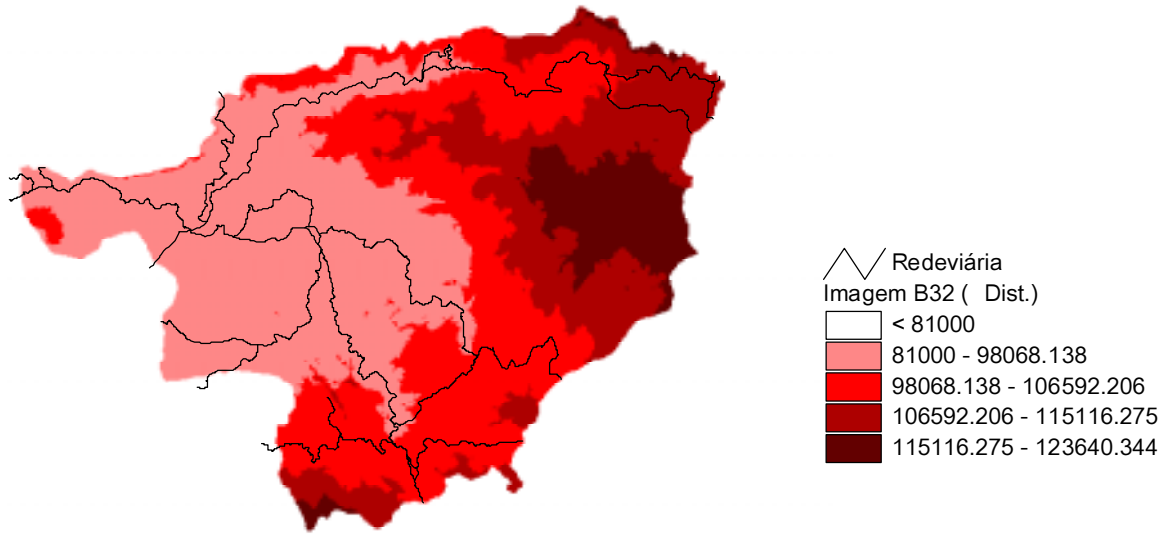 Redeviária
Imagem B32 ( Dist.)
< 81000
81000 - 98068.138
98068.138 - 106592.206
106592.206 - 115116.275
115116.275 - 123640.344